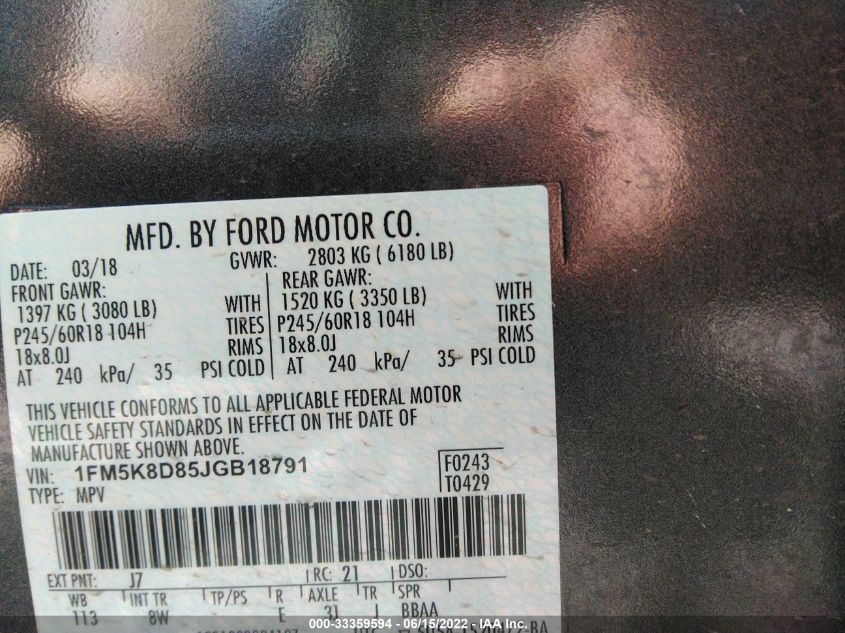 MFD. BY FORD MOTOR CO.
DATE: 03/18 GVWR: 2803 KG ( 6180 LB)
FRONT GAWR: REAR GAWR:
1397 KG ( 3080 LB) WITH 1520 KG ( 3350 LB) WITH
P245/60R18 104H TIRES P245/60R18 104H TIRES
18x8.0J RIMS 18x8.0J RIMS
AT 240 kPa/ 35 PSI COLD AT 240 kPa/ 35 PSI COLD
THIS VEHICLE CONFORMS TO ALL APPLICABLE FEDERAL MOTOR
VEHICLE SAFETY STANDARDS IN EFFECT ON THE DATE OF
MANUFACTURE SHOWN ABOVE.
VIN: 1FM5K8D85JGB18791 F0243
TYPE: MPV T0429
EXT PNT: J7 RC: 21 DSO:
WB INT TR TP/PS R AXLE TR SPR
113 8W E 3J J BBAA
000-33359594 - 06/15/2022 - IAA Inc.